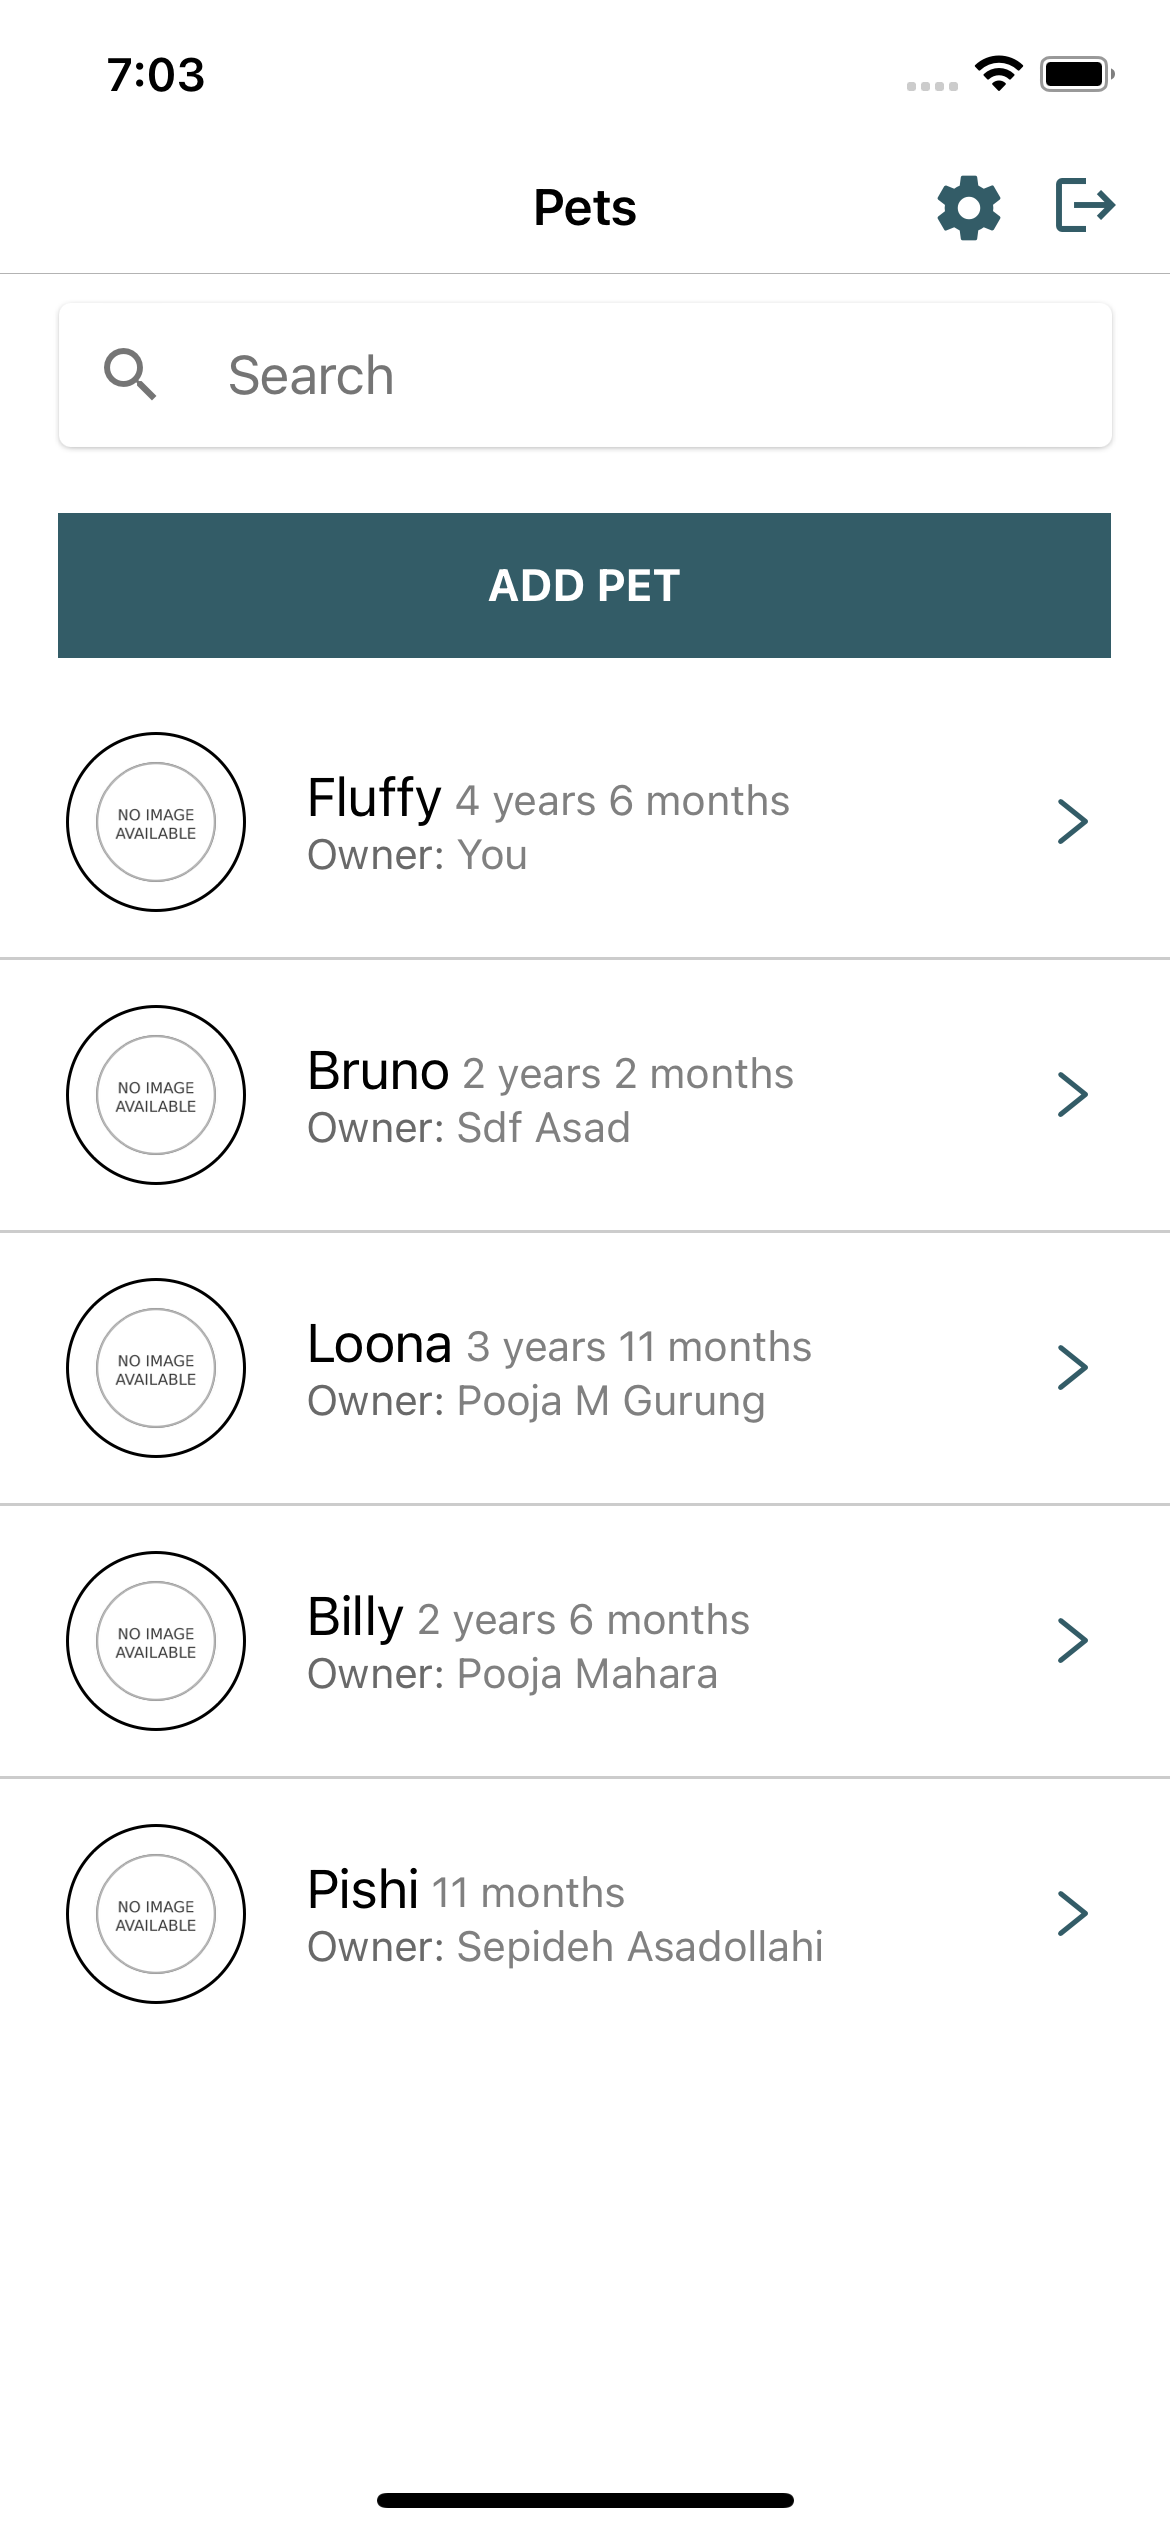 7:03
Pets
Search
ADD PET
NO IMAGE
AVAILABLE
Fluffy 4 years 6 months
Owner: You
NO IMAGE
AVAILABLE
Bruno 2 years 2 months
Owner: Sdf Asad
NO IMAGE
AVAILABLE
Loona 3 years 11 months
Owner: Pooja M Gurung
NO IMAGE
AVAILABLE
Billy 2 years 6 months
Owner: Pooja Mahara
NO IMAGE
AVAILABLE
Pishi 11 months
Owner: Sepideh Asadollahi